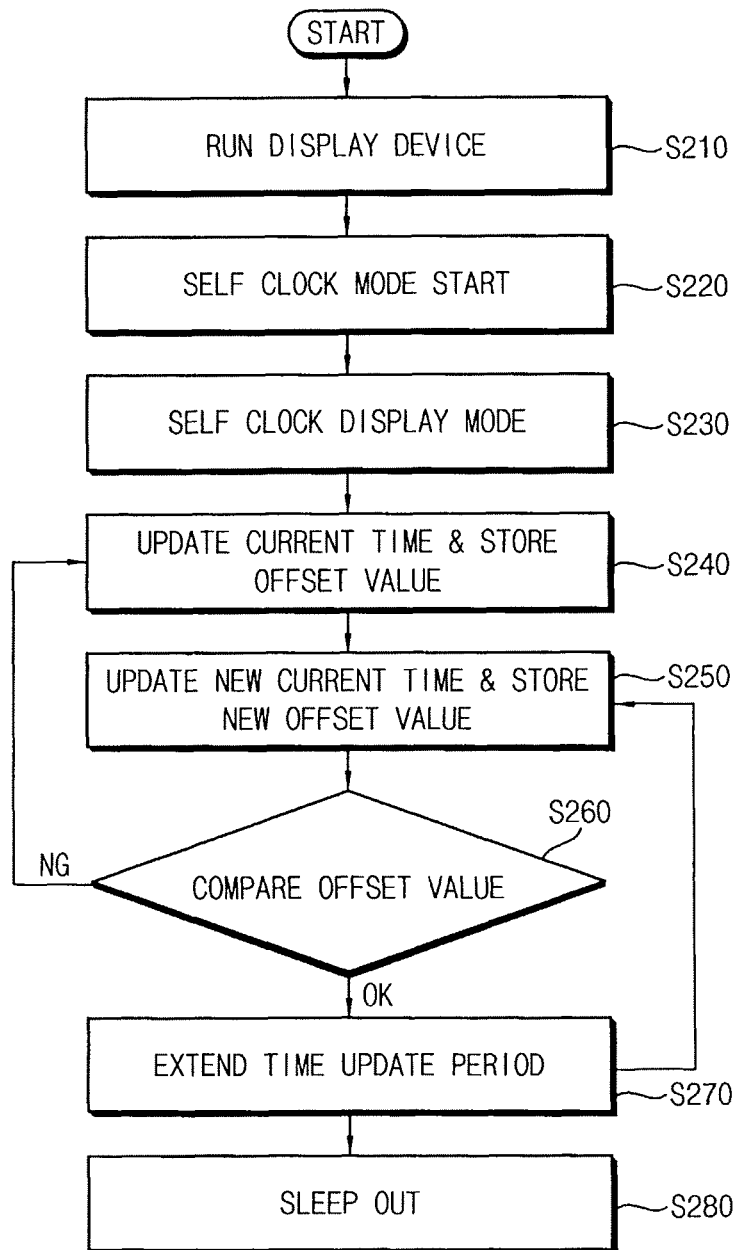 START
RUN DISPLAY DEVICE
S210
SELF CLOCK MODE START
S220
SELF CLOCK DISPLAY MODE
S230
UPDATE CURRENT TIME & STORE
OFFSET VALUE
S240
UPDATE NEW CURRENT TIME & STORE
NEW OFFSET VALUE
S250
S260
COMPARE OFFSET VALUE
NG
OK
EXTEND TIME UPDATE PERIOD
S270
SLEEP OUT
S280